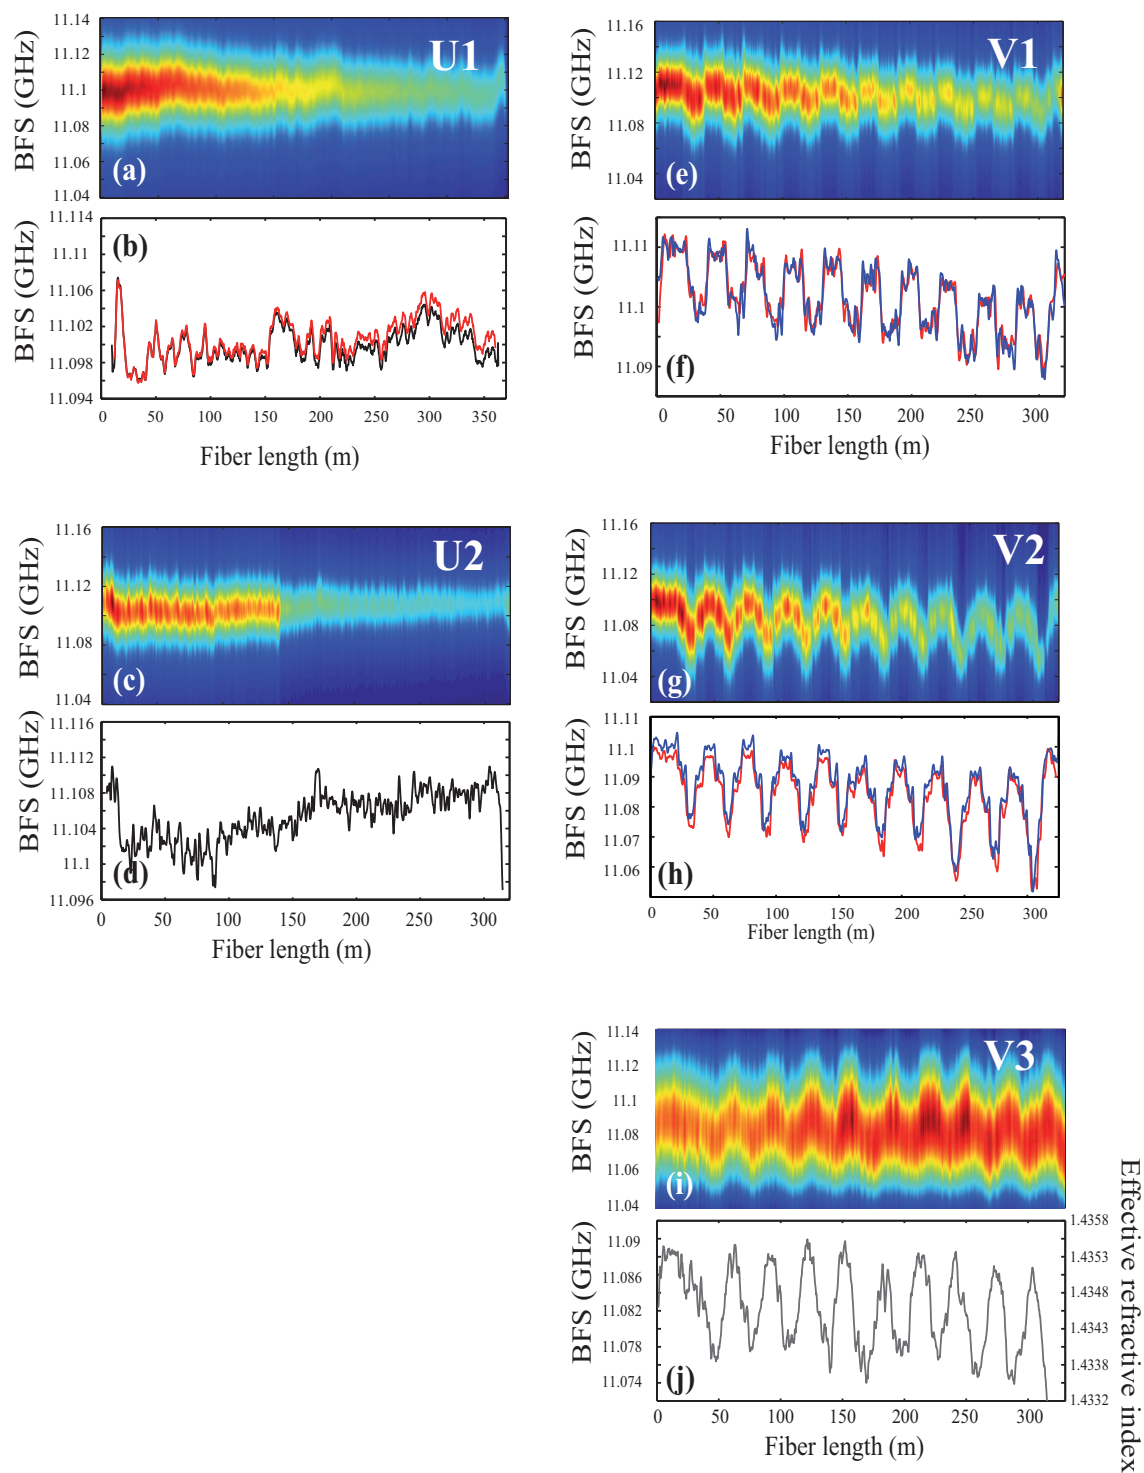 11.14
11.12
11.1
11.08
11.06
11.04
BFS (GHz)
U1
(a)
11.114
11.11
11.106
11.102
11.098
11.094
BFS (GHz)
(b)
0 50 100 150 200 250 300 350
Fiber length (m)
11.16
11.12
11.08
11.04
BFS (GHz)
U2
(c)
11.116
11.112
11.108
11.104
11.1
11.096
BFS (GHz)
(d)
0 50 100 150 200 250 300
Fiber length (m)
11.16
11.12
11.08
11.04
BFS (GHz)
V1
(e)
11.11
11.1
11.09
BFS (GHz)
(f)
0 50 100 150 200 250 300
Fiber length (m)
11.16
11.12
11.08
11.04
BFS (GHz)
V2
(g)
11.11
11.1
11.09
11.08
11.07
11.06
BFS (GHz)
(h)
0 50 100 150 200 250 300
Fiber length (m)
11.14
11.12
11.1
11.08
11.06
11.04
BFS (GHz)
V3
(i)
11.09
11.086
11.082
11.078
11.074
BFS (GHz)
(j)
1.4358
1.4353
1.4348
1.4343
1.4338
1.4332
Effective refractive index
0 50 100 150 200 250 300
Fiber length (m)